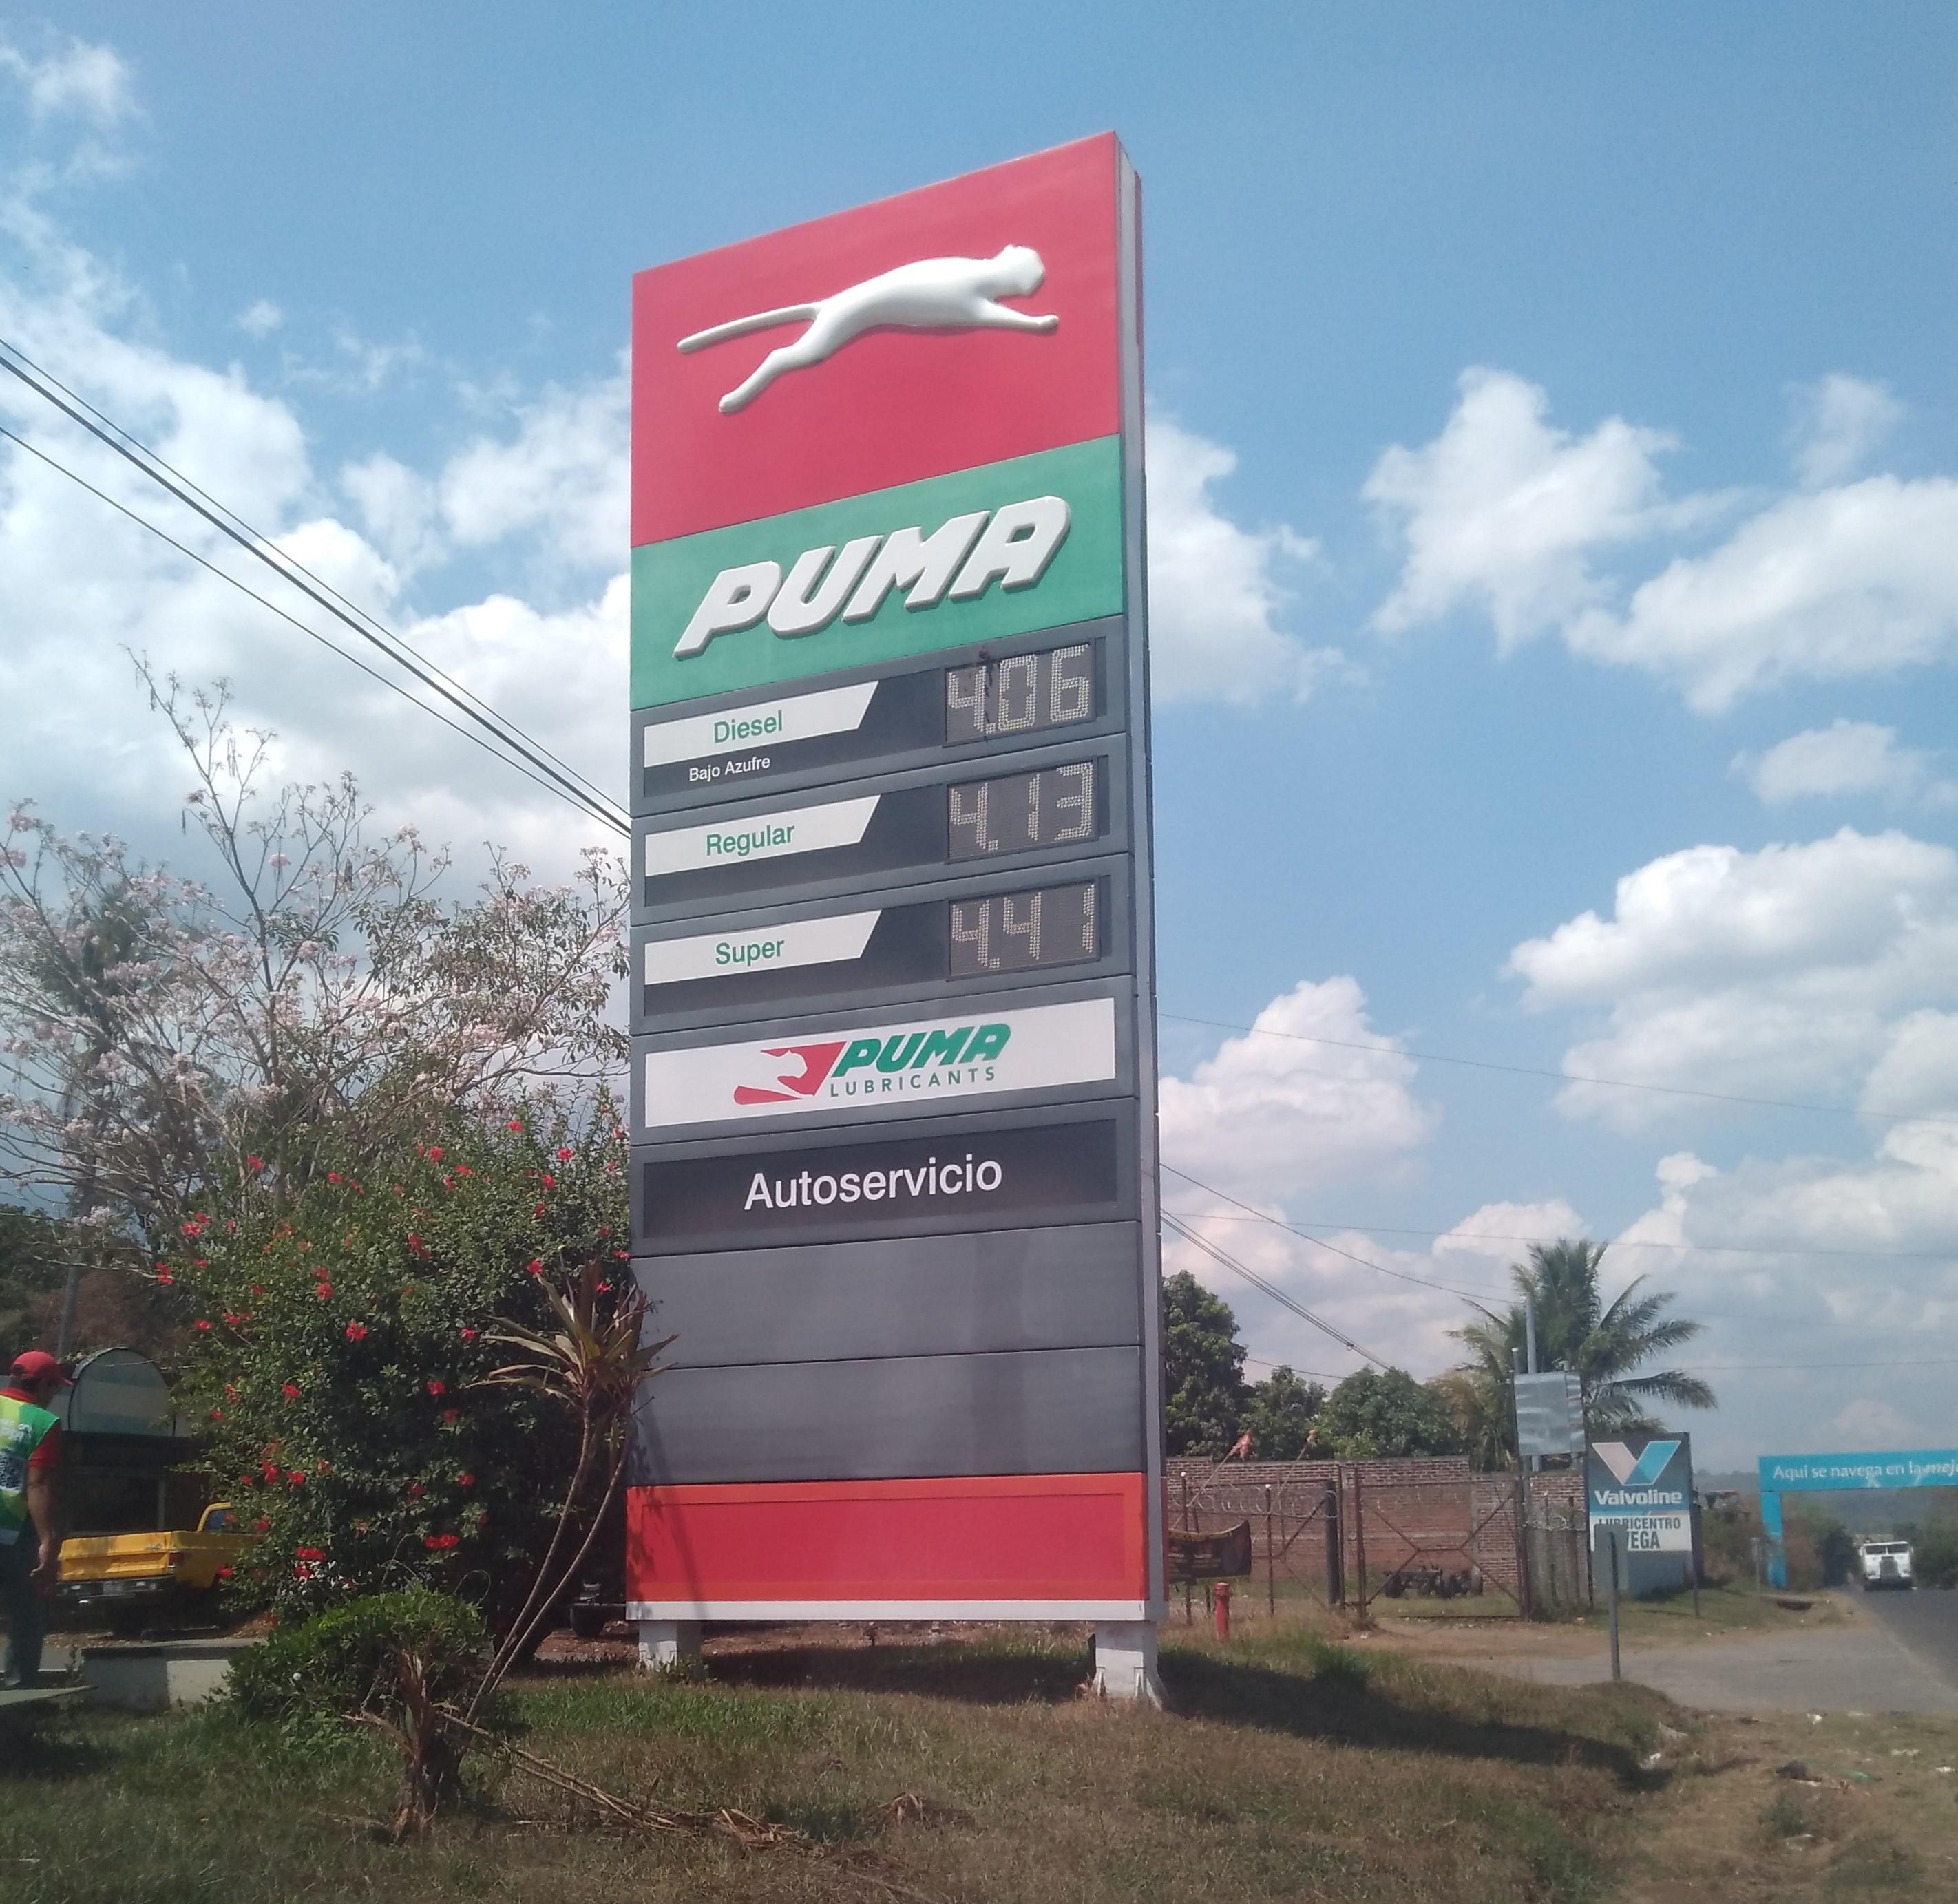 PUMA
Diesel 4.06
Bajo Azufre
Regular 4.13
Super 4.41
PUMA
LUBRICANTS
Autoservicio
Valvoline
LUBRICENTRO
VEGA
Aquí se navega en la